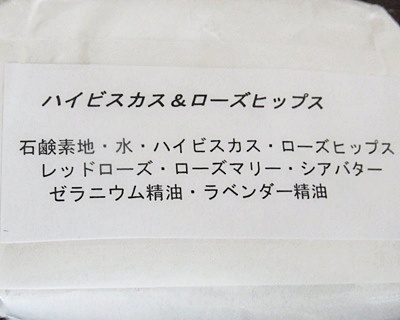 ハイビスカス＆ローズヒップス
石鹸素地・水・ハイビスカス・ローズヒップス
レッドローズ・ローズマリー・シアバター
ゼラニウム精油・ラベンダー精油